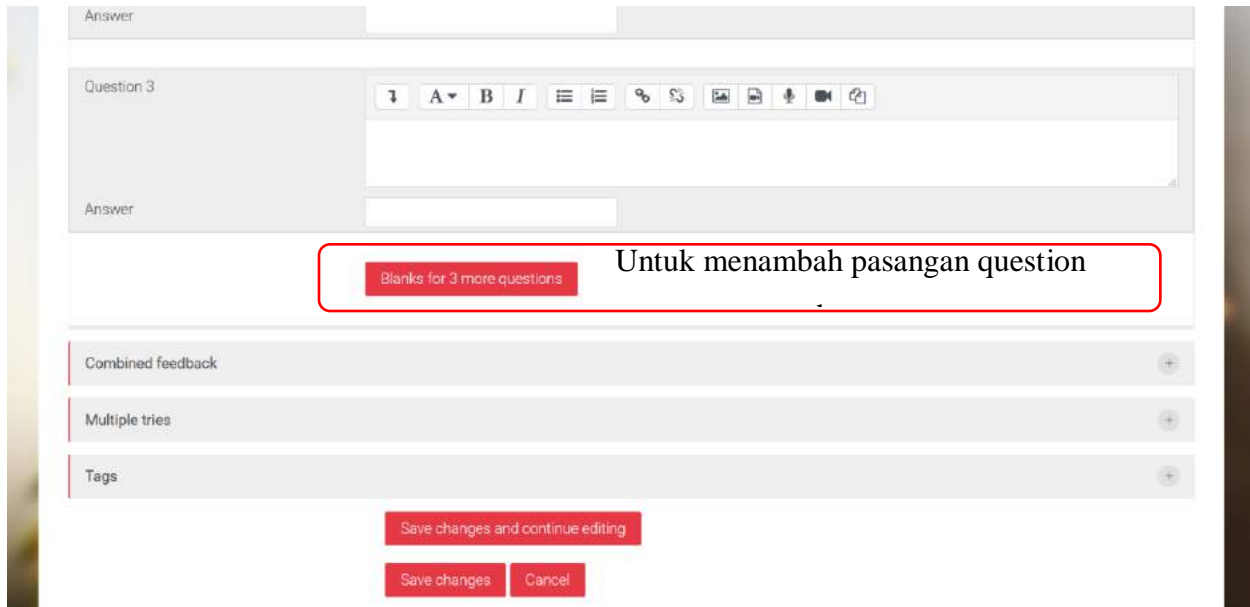 Answer
Question 3
A B I
Answer
Blanks for 3 more questions
Untuk menambah pasangan question
Combined feedback
Multiple tries
Tags
Save changes and continue editing
Save changes Cancel